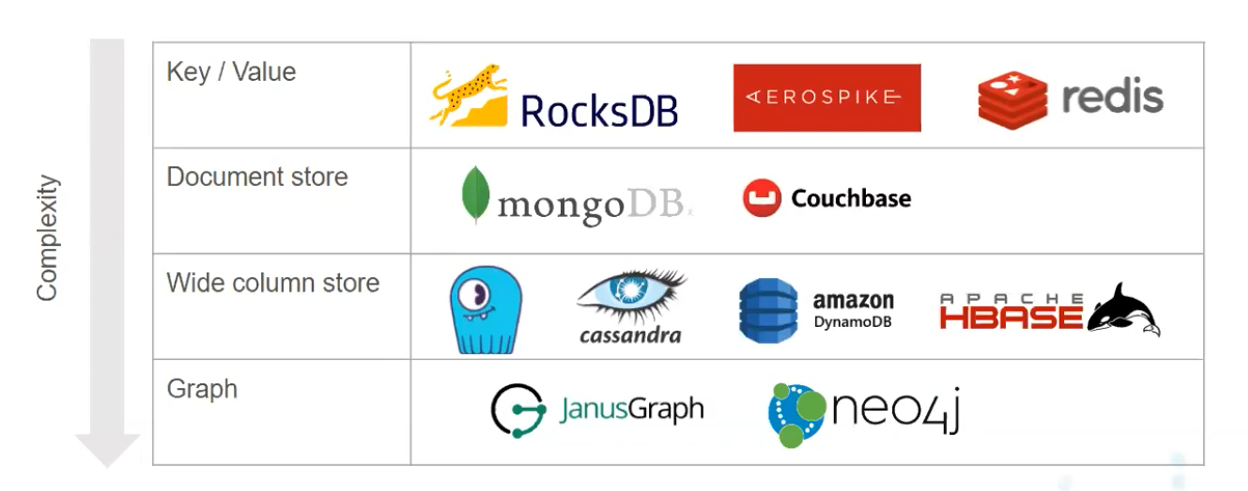 Complexity
Key / Value
RocksDB
AEROSPIKE
redis
Document store
mongoDB
Couchbase
Wide column store
cassandra
amazon
DynamoDB
APACHE
HBASE
Graph
JanusGraph
neo4j